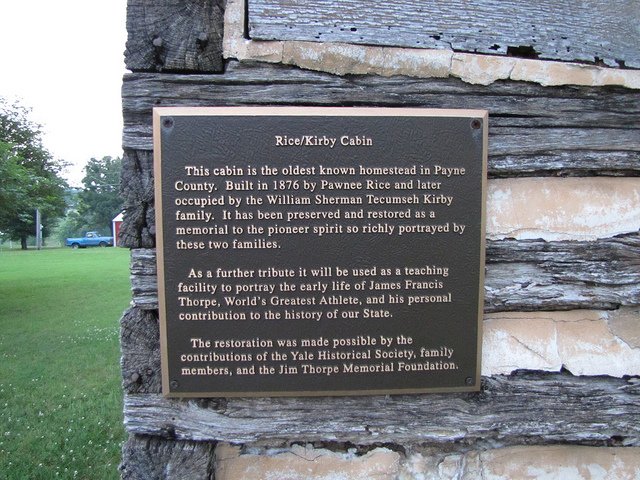 Rice/Kirby Cabin
This cabin is the oldest known homestead in Payne
County. Built in 1876 by Pawnee Rice and later
occupied by the William Sherman Tecumseh Kirby
family. It has been preserved and restored as a
memorial to the pioneer spirit so richly portrayed by
these two families.
As a further tribute it will be used as a teaching
facility to portray the early life of James Francis
Thorpe, World's Greatest Athlete, and his personal
contribution to the history of our State.
The restoration was made possible by the
contributions of the Yale Historical Society, family
members, and the Jim Thorpe Memorial Foundation.